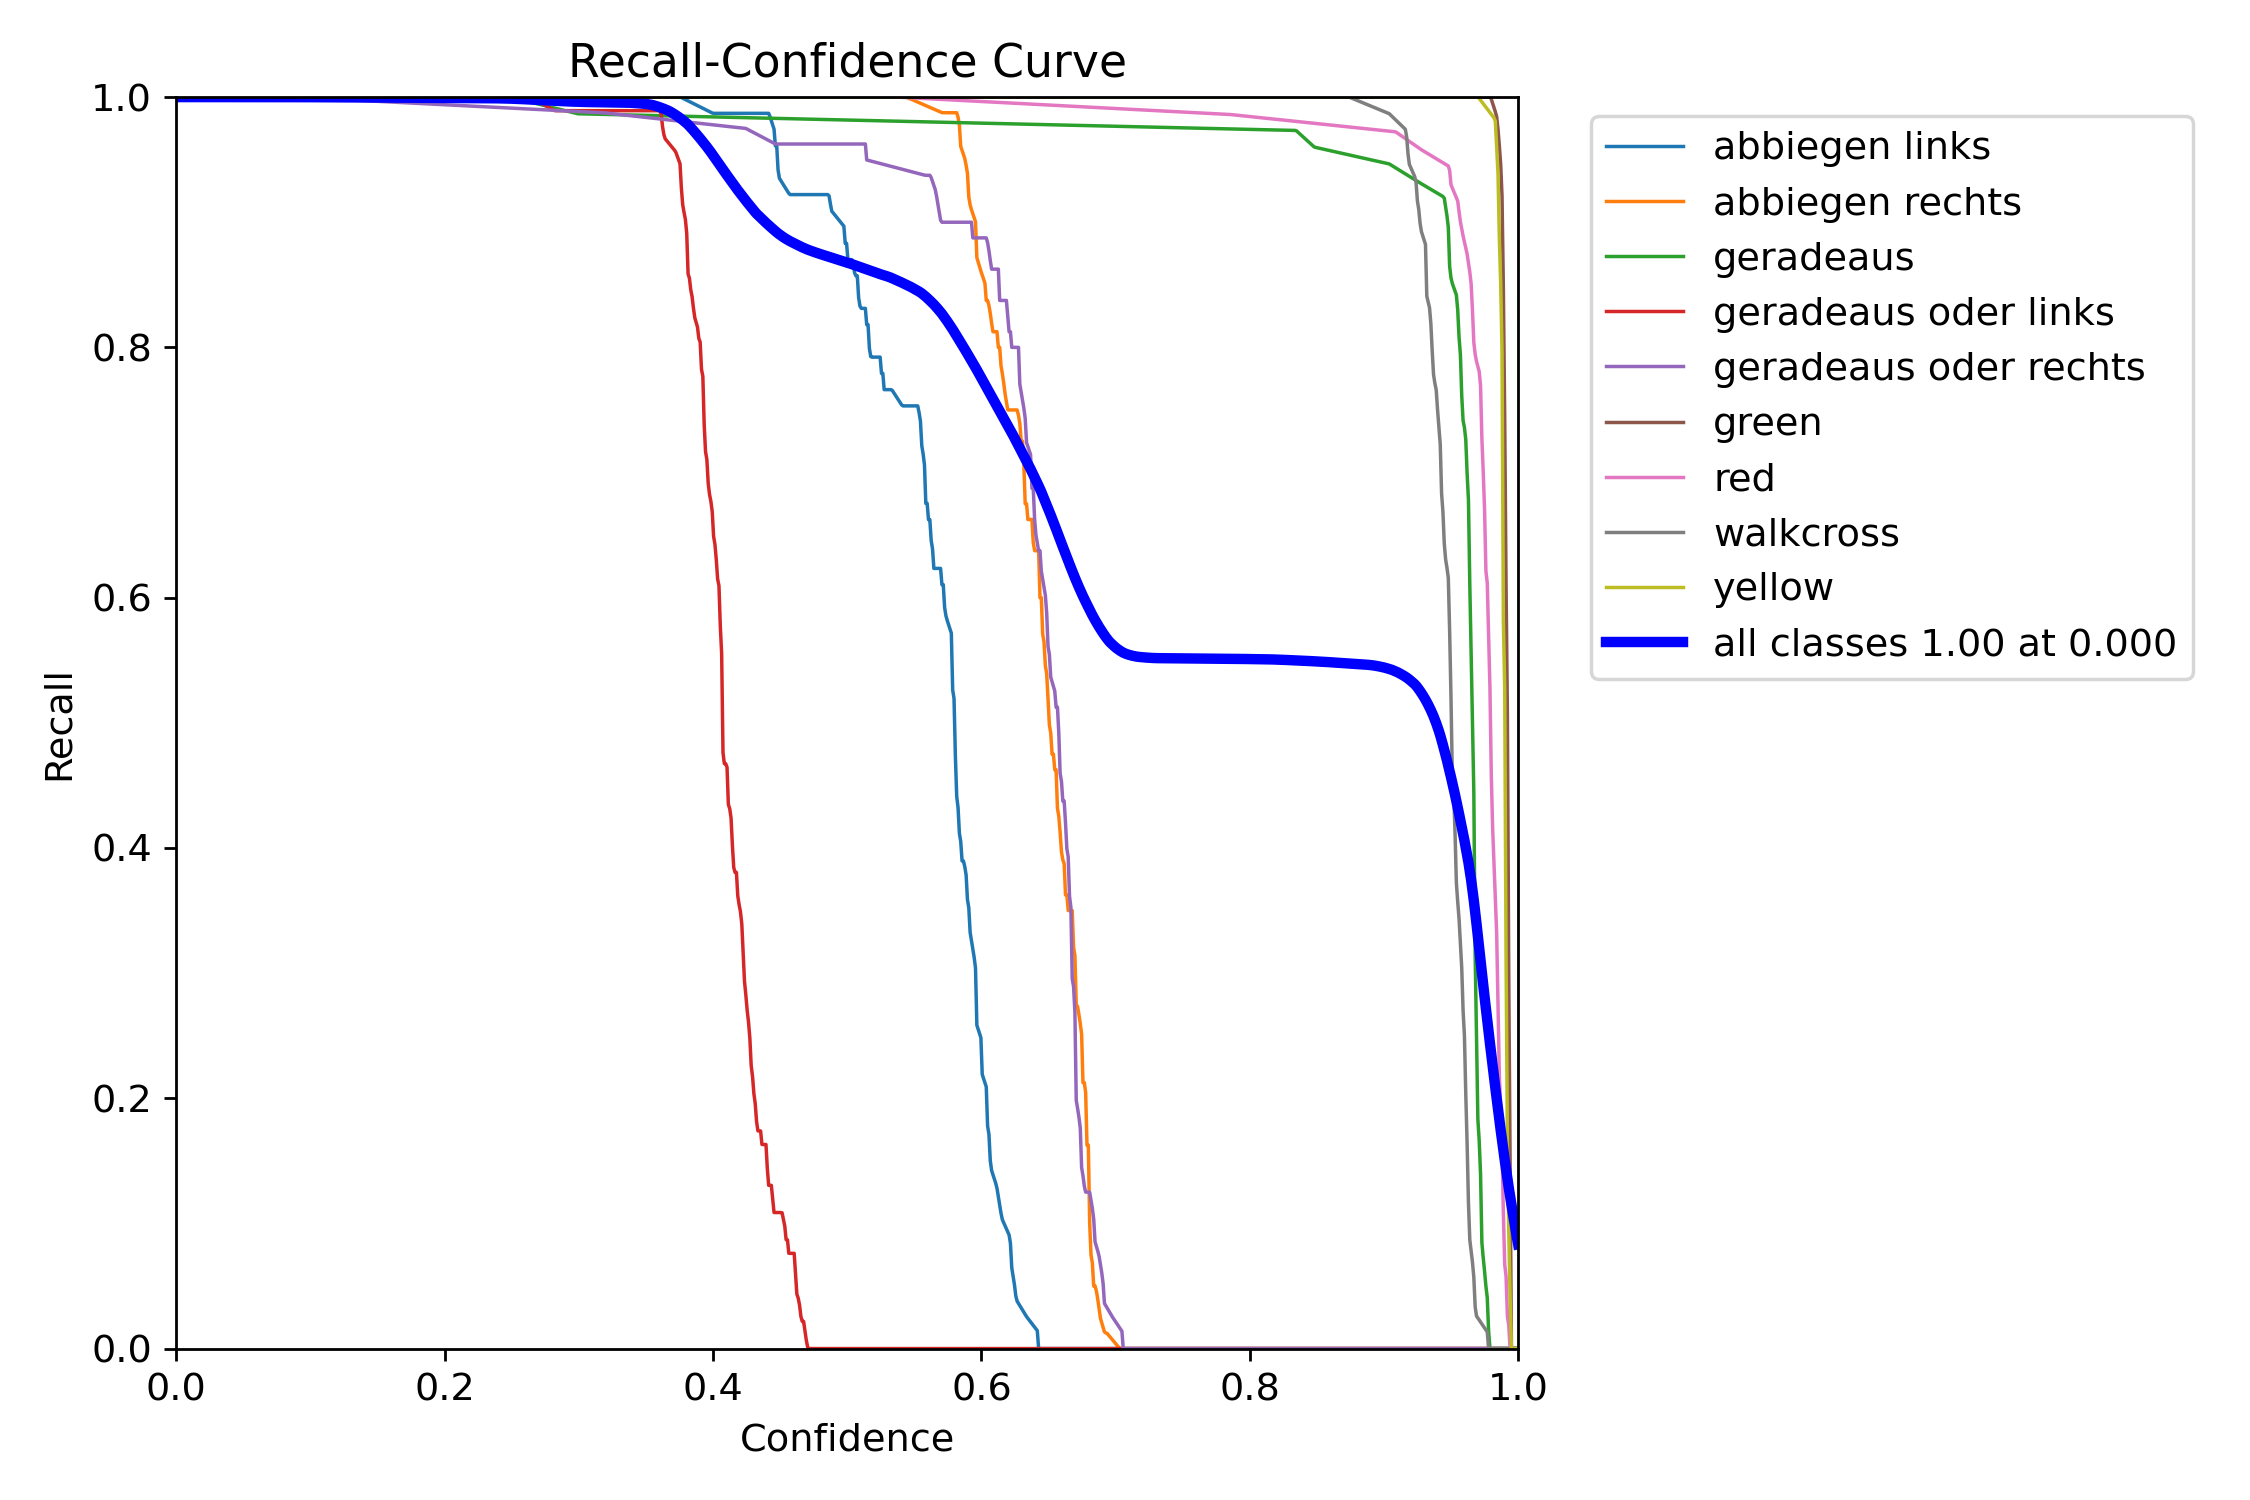 Recall-Confidence Curve
1.0
0.8
0.6
0.4
0.2
0.0
Recall
0.0 0.2 0.4 0.6 0.8 1.0
Confidence
abbiegen links
abbiegen rechts
geradeaus
geradeaus oder links
geradeaus oder rechts
green
red
walkcross
yellow
all classes 1.00 at 0.000